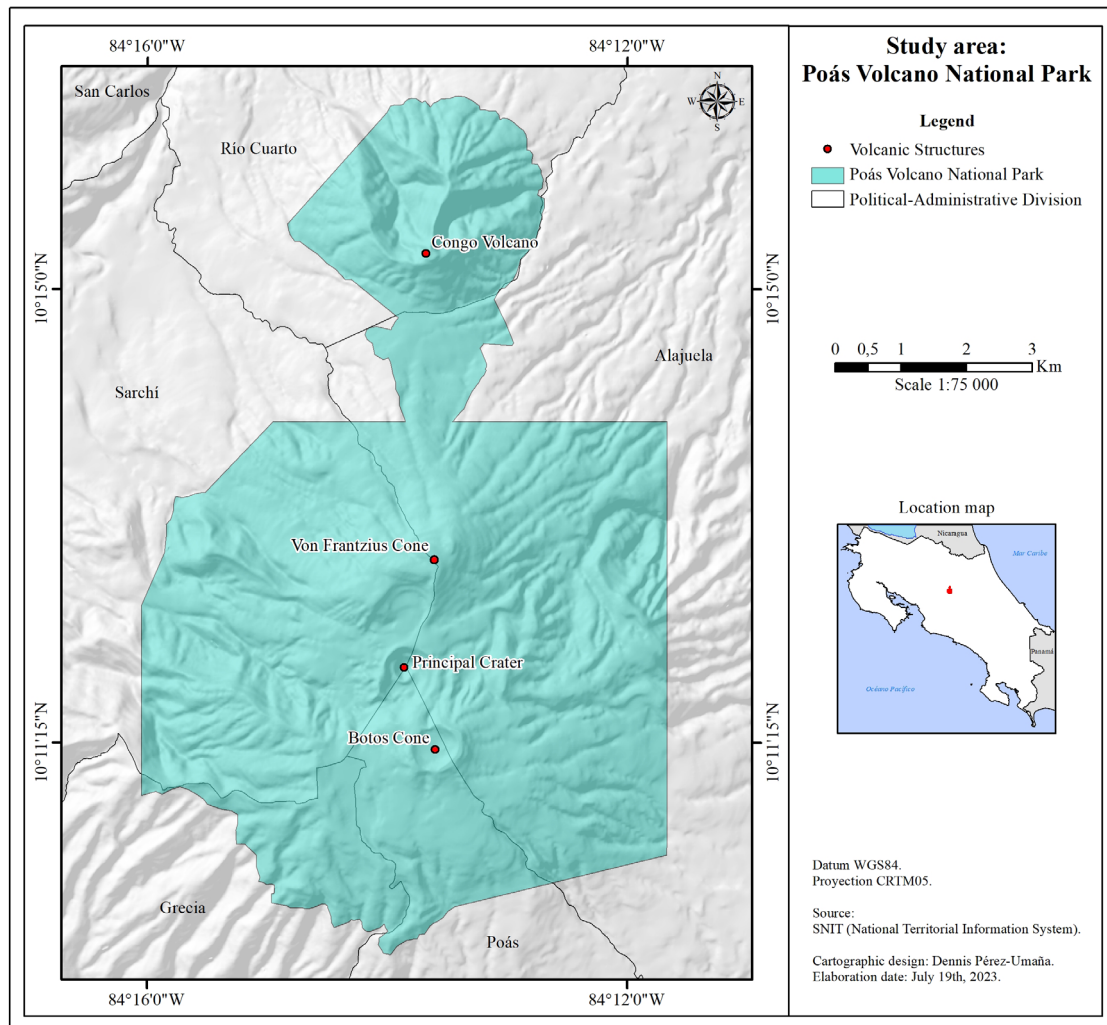 84°16'0"W
84°12'0"W
San Carlos
Río Cuarto
N
W
E
S
Congo Volcano
10°15'0"N
10°15'0"N
Alajuela
Sarchí
Von Frantzius Cone
Principal Crater
Botos Cone
10°11'15"N
10°11'15"N
Grecia
Poás
84°16'0"W
84°12'0"W
Study area:
Poás Volcano National Park
Legend
Volcanic Structures
Poás Volcano National Park
Political-Administrative Division
0 0,5 1 2 3
Km
Scale 1:75 000
Location map
Nicaragua
Mar Caribe
Panamá
Océano Pacífico
Datum WGS84.
Proyection CRTM05.
Source:
SNIT (National Territorial Information System).
Cartographic design: Dennis Pérez-Umaña.
Elaboration date: July 19th, 2023.